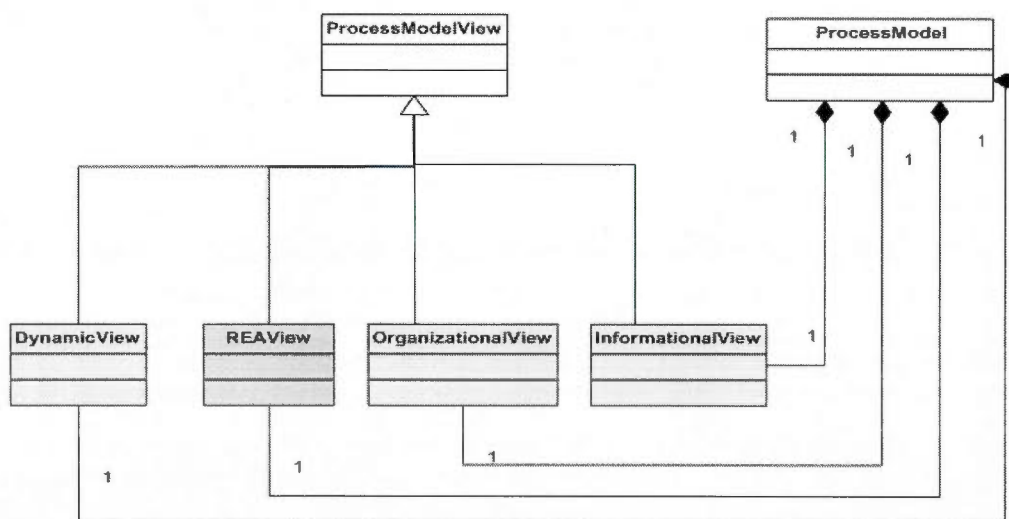 ProcessModelView
ProcessModel
1
1
1
1
DynamicView
REAView
OrganizationalView
InformationalView
1
1
1
1